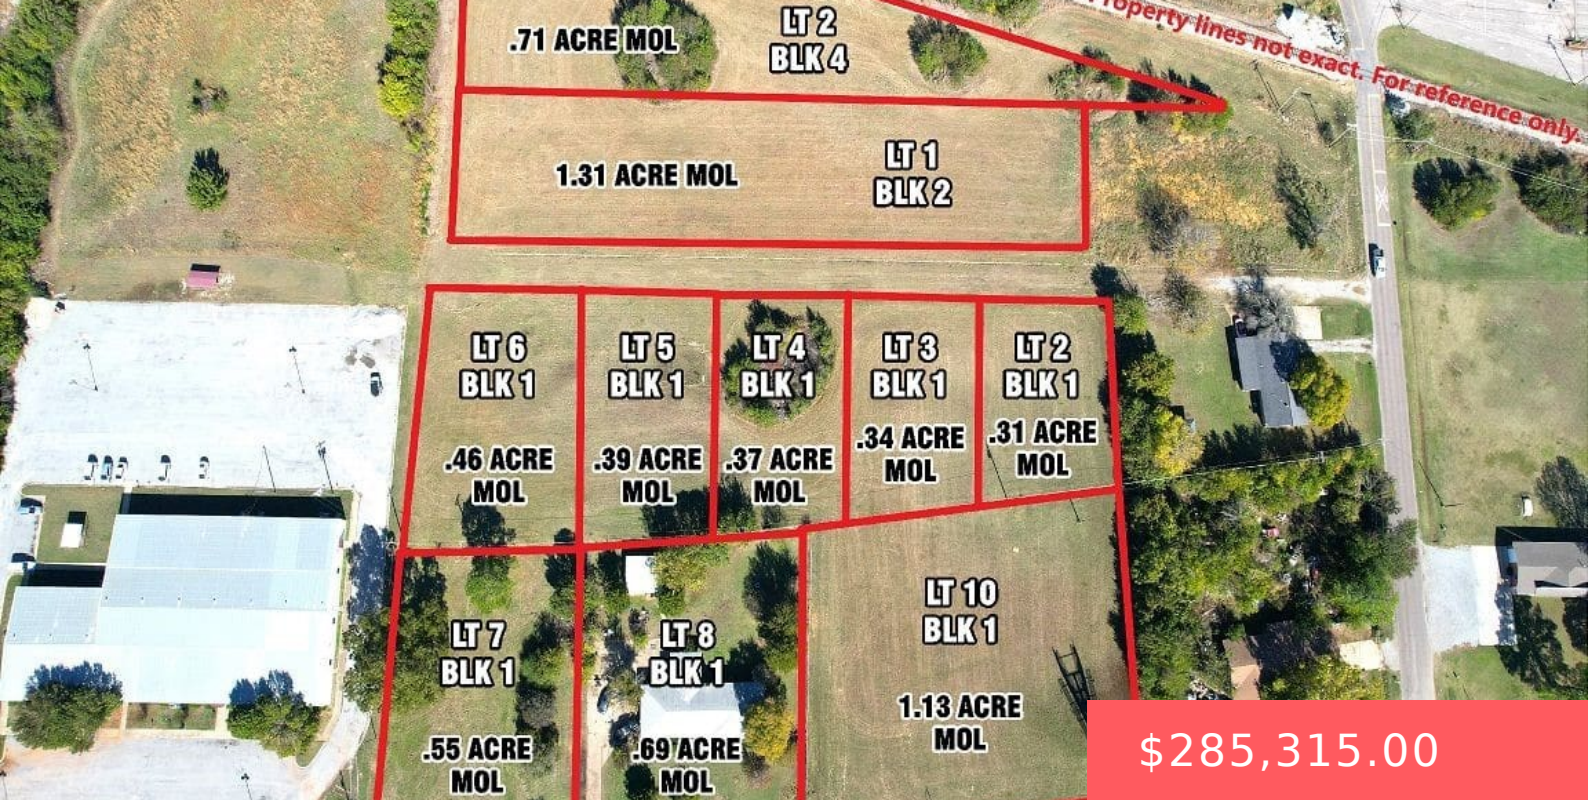 Property lines not exact. For reference only.
.71 ACRE MOL
LT 2
BLK 4
1.31 ACRE MOL
LT 1
BLK 2
LT 6
BLK 1
.46 ACRE
MOL
LT 5
BLK 1
.39 ACRE
MOL
LT 4
BLK 1
.37 ACRE
MOL
LT 3
BLK 1
.34 ACRE
MOL
LT 2
BLK 1
.31 ACRE
MOL
LT 7
BLK 1
.55 ACRE
MOL
LT 8
BLK 1
.69 ACRE
MOL
LT 10
BLK 1
1.13 ACRE
MOL
$285,315.00